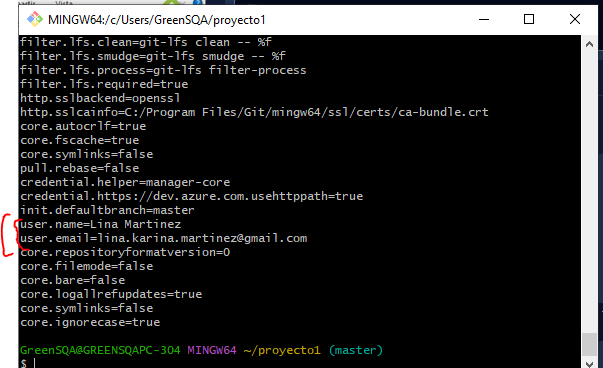 MINGW64:/c/Users/GreenSQA/proyecto1
filter.lfs.clean=git-lfs clean -- %f
filter.lfs.smudge=git-lfs smudge -- %f
filter.lfs.process=git-lfs filter-process
filter.lfs.required=true
http.sslbackend=openssl
http.sslcainfo=C:/Program Files/Git/mingw64/ssl/certs/ca-bundle.crt
core.autocrlf=true
core.fscache=true
core.symlinks=false
pull.rebase=false
credential.helper=manager-core
credential.https://dev.azure.com.usehttppath=true
init.defaultbranch=master
user.name=Lina Martinez
user.email=lina.karina.martinez@gmail.com
core.repositoryformatversion=0
core.filemode=false
core.bare=false
core.logallrefupdates=true
core.symlinks=false
core.ignorecase=true
GreenSQA@GREENSQAPC-304 MINGW64 ~/proyecto1 (master)
$